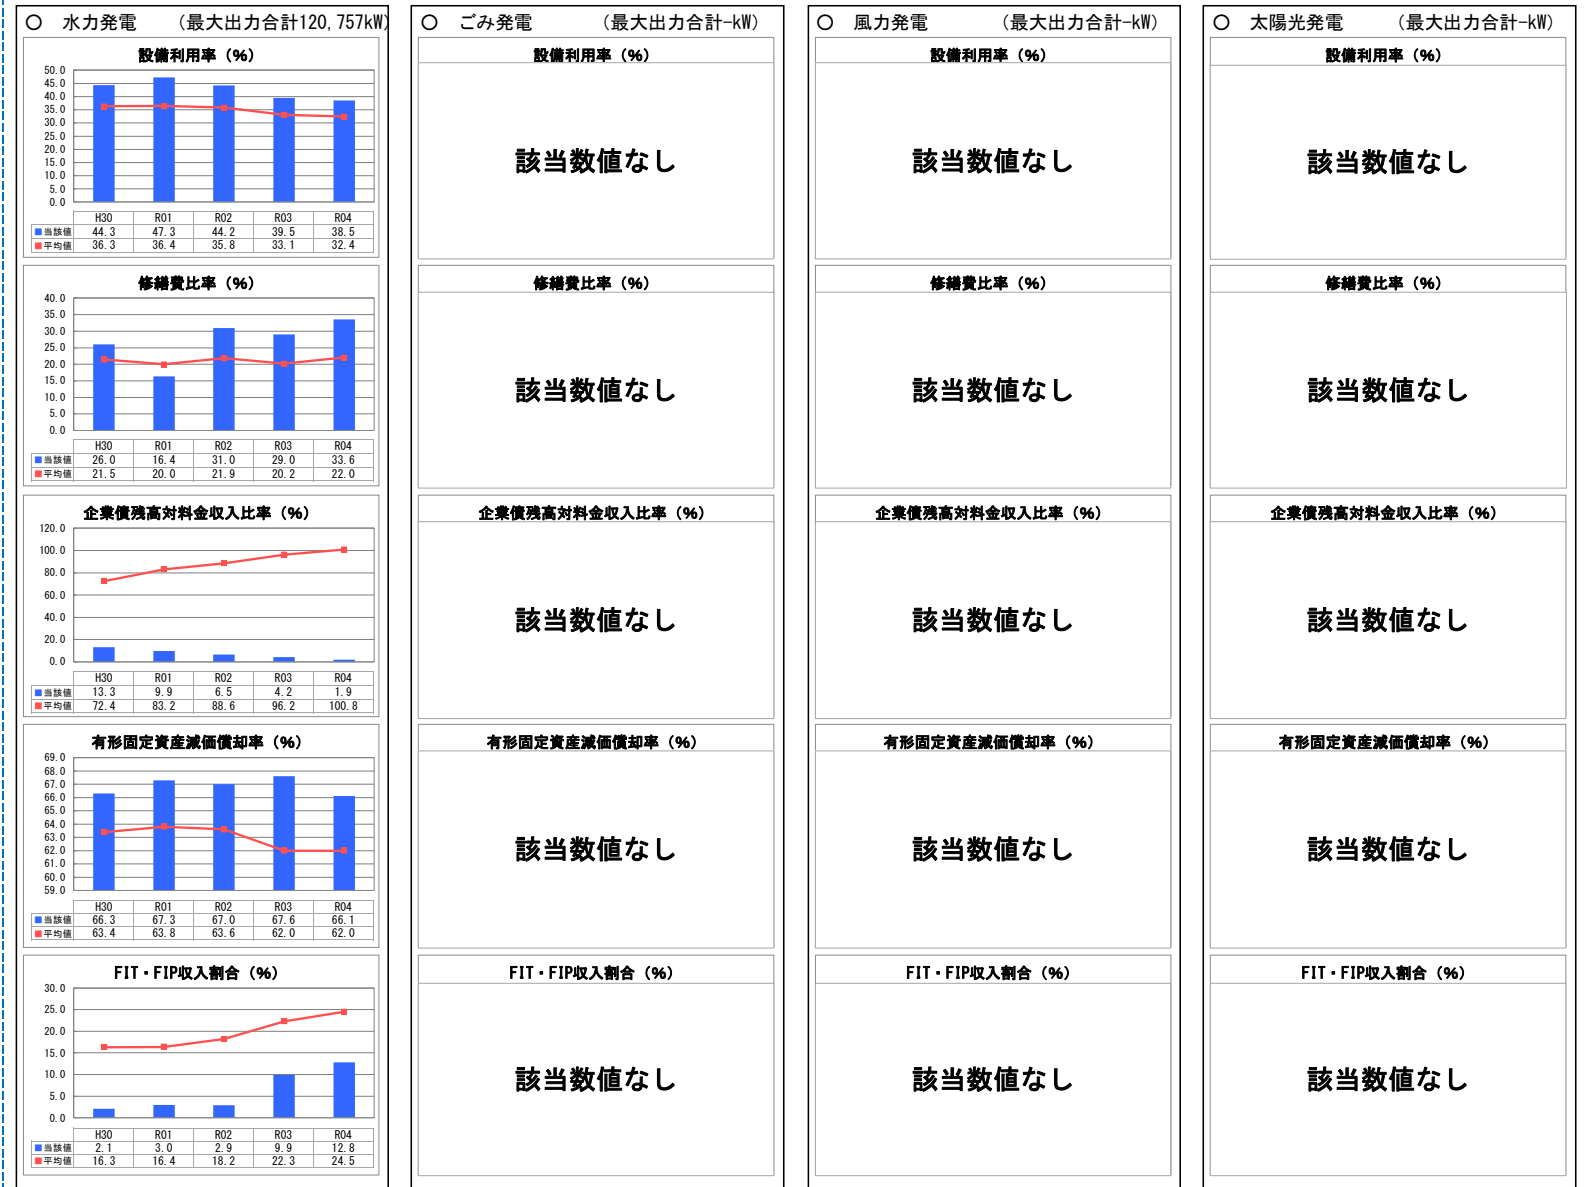 ○ 水力発電 （最大出力合計120,757kW）
設備利用率（%）
50.0
45.0
40.0
35.0
30.0
25.0
20.0
15.0
10.0
5.0
0.0
H30 R01 R02 R03 R04
当該値 44.3 47.3 44.2 39.5 38.5
平均値 36.3 36.4 35.8 33.1 32.4
修繕費比率（%）
40.0
35.0
30.0
25.0
20.0
15.0
10.0
5.0
0.0
H30 R01 R02 R03 R04
当該値 26.0 16.4 31.0 29.0 33.6
平均値 21.5 20.0 21.9 20.2 22.0
企業債残高対料金収入比率（%）
120.0
100.0
80.0
60.0
40.0
20.0
0.0
H30 R01 R02 R03 R04
当該値 13.3 9.9 6.5 4.2 1.9
平均値 72.4 83.2 88.6 96.2 100.8
有形固定資産減価償却率（%）
69.0
68.0
67.0
66.0
65.0
64.0
63.0
62.0
61.0
60.0
59.0
H30 R01 R02 R03 R04
当該値 66.3 67.3 67.0 67.6 66.1
平均値 63.4 63.8 63.6 62.0 62.0
FIT・FIP収入割合（%）
30.0
25.0
20.0
15.0
10.0
5.0
0.0
H30 R01 R02 R03 R04
当該値 2.1 3.0 2.9 9.9 12.8
平均値 16.3 16.4 18.2 22.3 24.5
○ ごみ発電 （最大出力合計-kW）
設備利用率（%）
該当数値なし
修繕費比率（%）
該当数値なし
企業債残高対料金収入比率（%）
該当数値なし
有形固定資産減価償却率（%）
該当数値なし
FIT・FIP収入割合（%）
該当数値なし
○ 風力発電 （最大出力合計-kW）
設備利用率（%）
該当数値なし
修繕費比率（%）
該当数値なし
企業債残高対料金収入比率（%）
該当数値なし
有形固定資産減価償却率（%）
該当数値なし
FIT・FIP収入割合（%）
該当数値なし
○ 太陽光発電 （最大出力合計-kW）
設備利用率（%）
該当数値なし
修繕費比率（%）
該当数値なし
企業債残高対料金収入比率（%）
該当数値なし
有形固定資産減価償却率（%）
該当数値なし
FIT・FIP収入割合（%）
該当数値なし